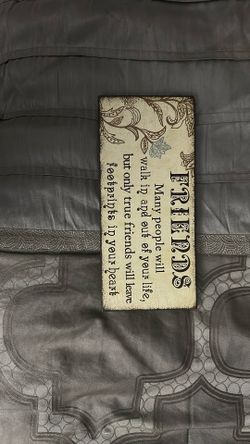 FRIENDS
Many people will
walk in and out of your life,
but only true friends will leave
footprints in your heart